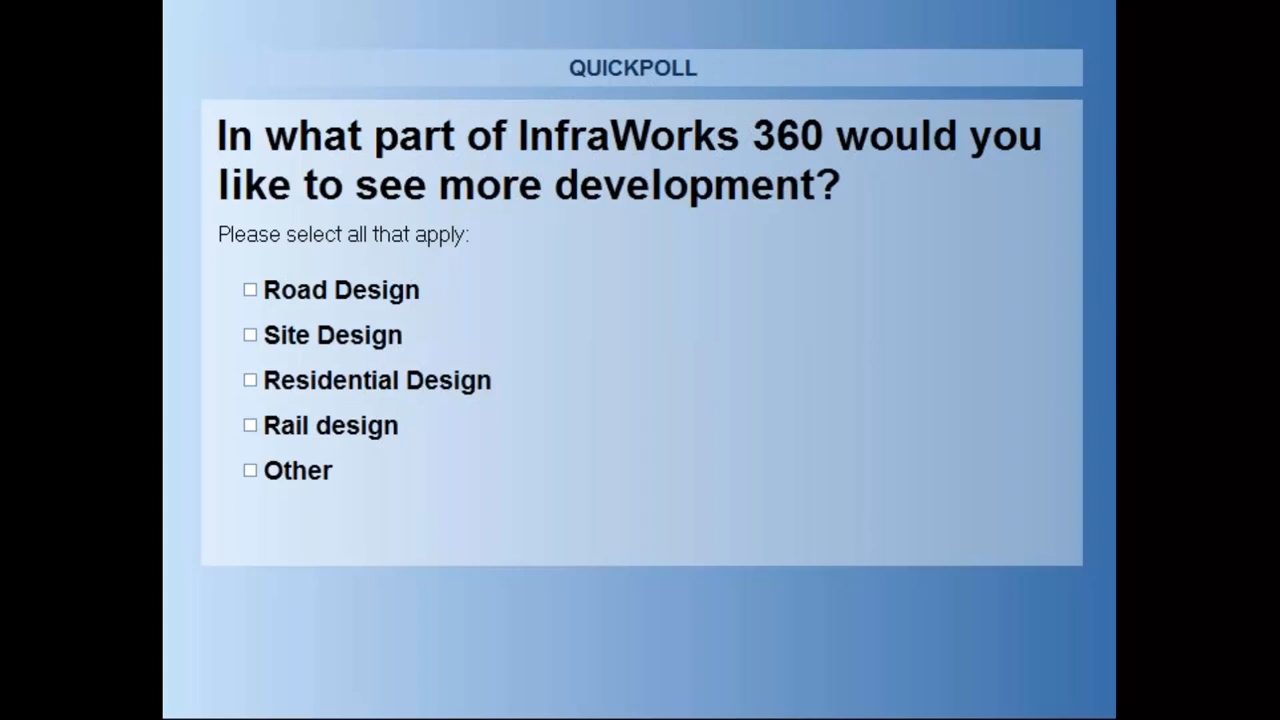 QUICKPOLL
In what part of InfraWorks 360 would you
like to see more development?
Please select all that apply:
Road Design
Site Design
Residential Design
Rail design
Other